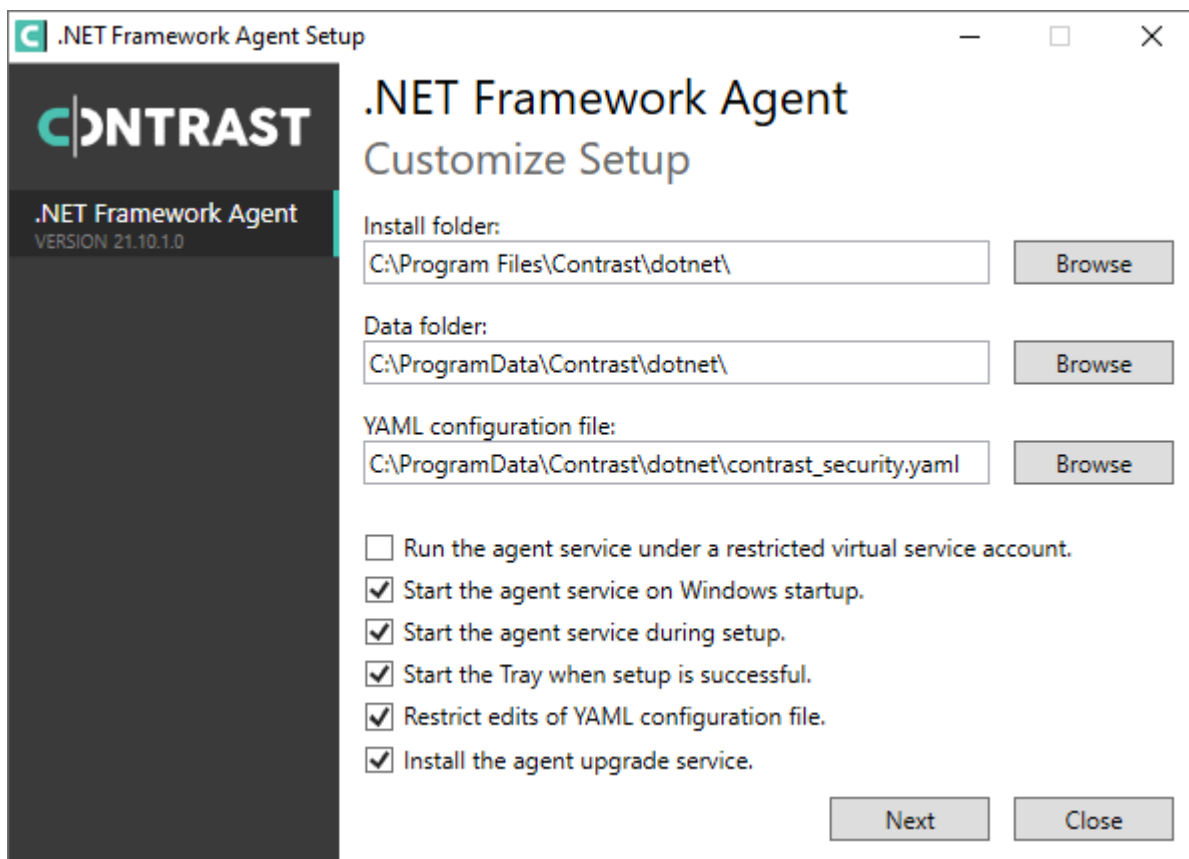 .NET Framework Agent Setup
CONTRAST
.NET Framework Agent
VERSION 21.10.1.0
.NET Framework Agent
Customize Setup
Install folder:
C:\Program Files\Contrast\dotnet\
Browse
Data folder:
C:\ProgramData\Contrast\dotnet\
Browse
YAML configuration file:
C:\ProgramData\Contrast\dotnet\contrast_security.yaml
Browse
Run the agent service under a restricted virtual service account.
Start the agent service on Windows startup.
Start the agent service during setup.
Start the Tray when setup is successful.
Restrict edits of YAML configuration file.
Install the agent upgrade service.
Next
Close